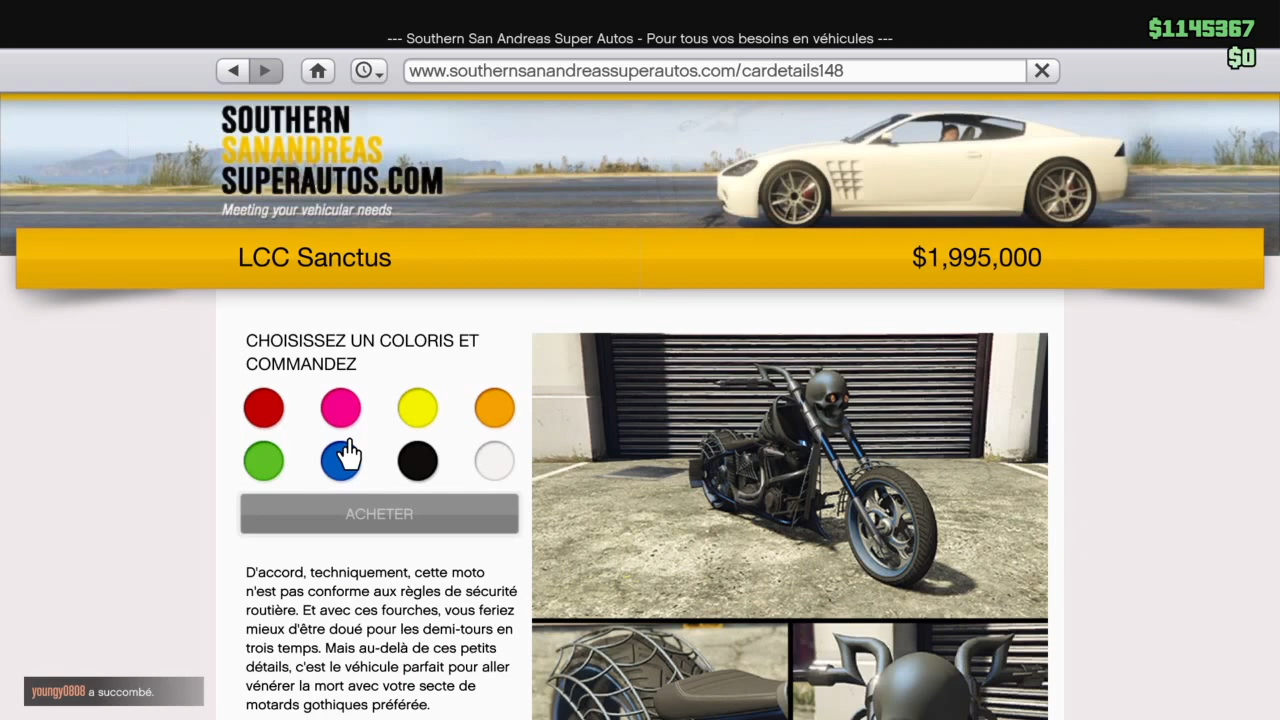 --- Southern San Andreas Super Autos - Pour tous vos besoins en véhicules ---
$1145367
$0
www.southernsanandreassuperautos.com/cardetails148
SOUTHERN
SANANDREAS
SUPERAUTOS.COM
Meeting your vehicular needs
LCC Sanctus
$1,995,000
CHOISISSEZ UN COLORIS ET
COMMANDEZ
ACHETER
D'accord, techniquement, cette moto
n'est pas conforme aux règles de sécurité
routière. Et avec ces fourches, vous feriez
mieux d'être doué pour les demi-tours en
trois temps. Mais au-delà de ces petits
détails, c'est le véhicule parfait pour aller
vénérer la mort avec votre secte de
motards gothiques préférée.
youngy0808 a succombé.